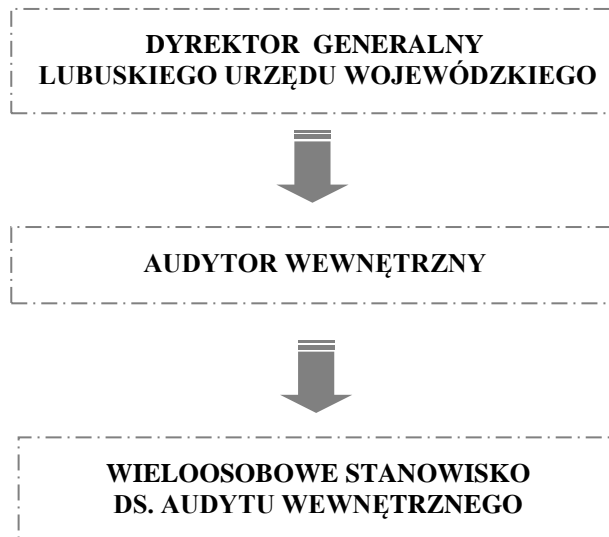 DYREKTOR GENERALNY
LUBUSKIEGO URZĘDU WOJEWÓDZKIEGO
AUDYTOR WEWNĘTRZNY
WIELOOSOBOWE STANOWISKO
DS. AUDYTU WEWNĘTRZNEGO